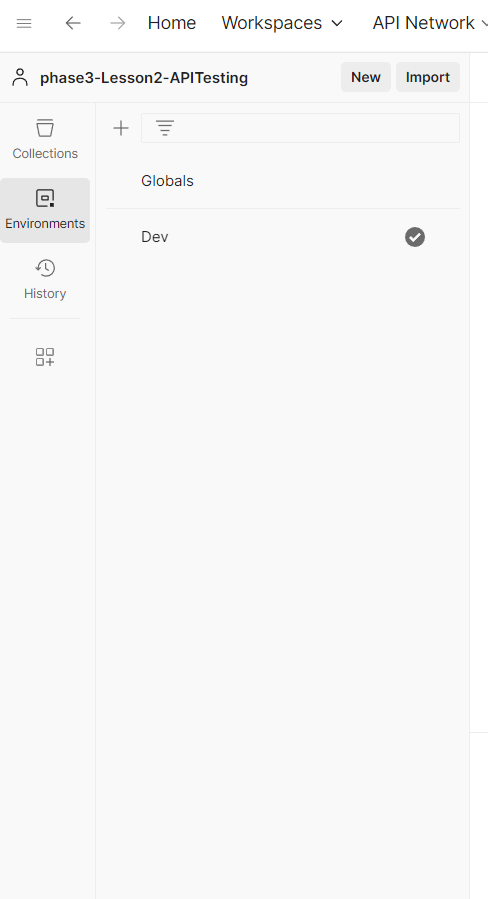 Home Workspaces API Network
phase3-Lesson2-APITesting New Import
Collections
Globals
Environments
Dev
History